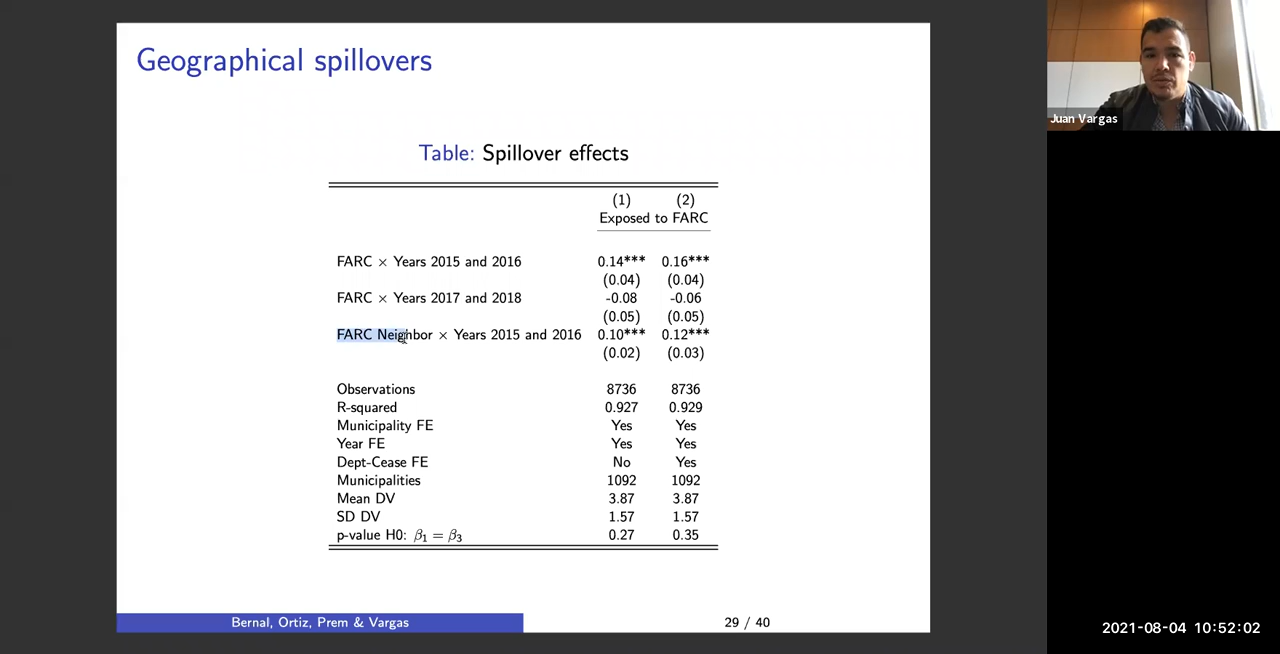 Geographical spillovers
Table: Spillover effects
(1) (2)
Exposed to FARC
FARC × Years 2015 and 2016 0.14*** 0.16***
(0.04) (0.04)
FARC × Years 2017 and 2018 -0.08 -0.06
(0.05) (0.05)
FARC Neighbor × Years 2015 and 2016 0.10*** 0.12***
(0.02) (0.03)
Observations 8736 8736
R-squared 0.927 0.929
Municipality FE Yes Yes
Year FE Yes Yes
Dept-Cease FE No Yes
Municipalities 1092 1092
Mean DV 3.87 3.87
SD DV 1.57 1.57
p-value H0: β₁ = β₃ 0.27 0.35
Bernal, Ortiz, Prem & Vargas 29 / 40
Juan Vargas
2021-08-04 10:52:02